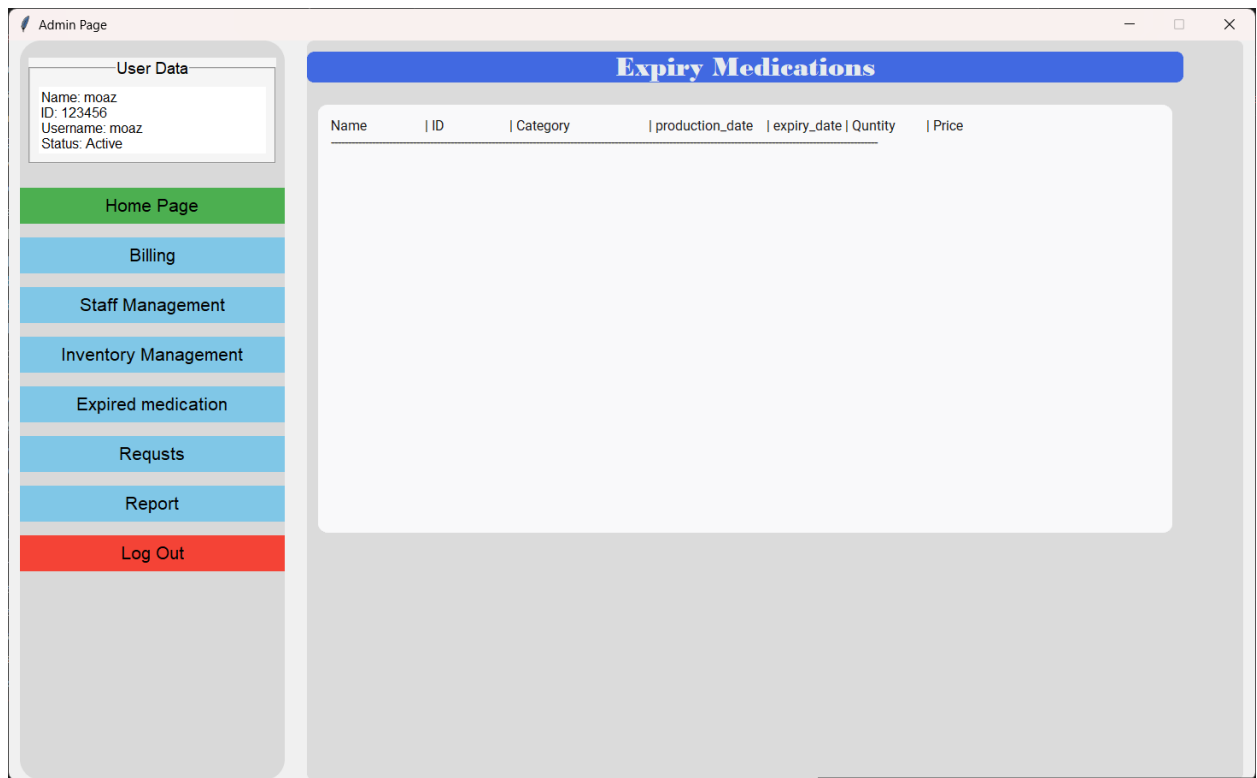 Admin Page
User Data
Name: moaz
ID: 123456
Username: moaz
Status: Active
Home Page
Billing
Staff Management
Inventory Management
Expired medication
Requsts
Report
Log Out
Expiry Medications
Name | ID | Category | production_date | expiry_date | Quntity | Price